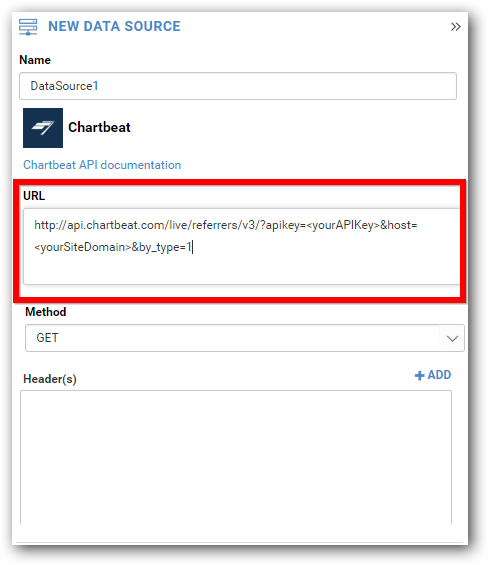 NEW DATA SOURCE
Name
DataSource1
Chartbeat
Chartbeat API documentation
URL
http://api.chartbeat.com/live/referrers/v3/?apikey=<yourAPIKey>&host=
<yourSiteDomain>&by_type=1
Method
GET
Header(s)
ADD